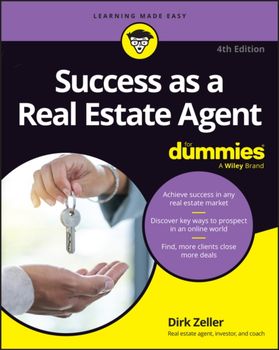 LEARNING MADE EASY
4th Edition
Success as a
Real Estate Agent
for
dummies
A Wiley Brand
Achieve success in any
real estate market
Discover key ways to prospect
in an online world
Find, more clients close
more deals
Dirk Zeller
Real estate agent, investor, and coach